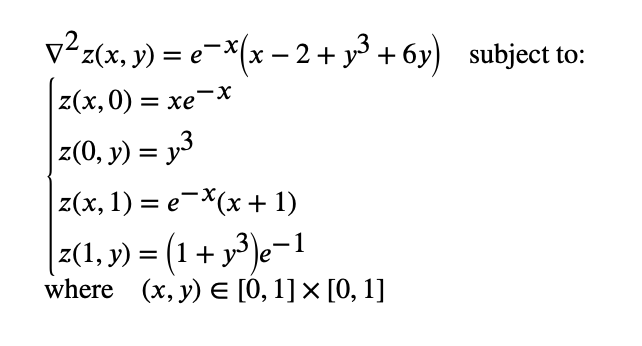 ∇²z(x, y) = e⁻ˣ(x − 2 + y³ + 6y) subject to:
z(x, 0) = xe⁻ˣ
z(0, y) = y³
z(x, 1) = e⁻ˣ(x + 1)
z(1, y) = (1 + y³)e⁻¹
where (x, y) ∈ [0, 1] × [0, 1]